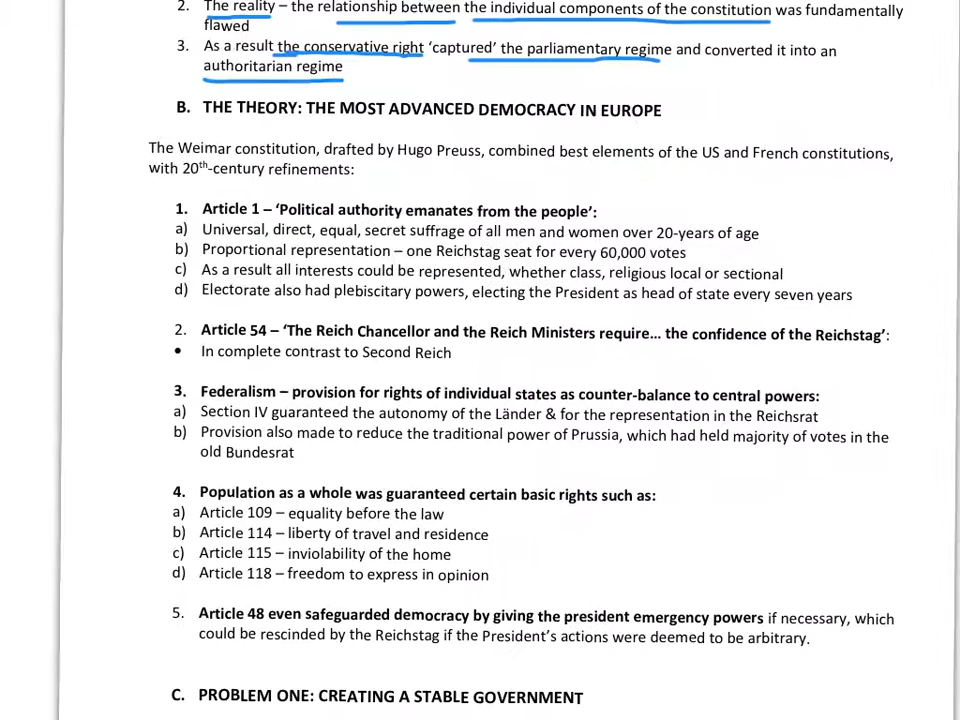 2. The reality – the relationship between the individual components of the constitution was fundamentally
flawed
3. As a result the conservative right ‘captured’ the parliamentary regime and converted it into an
authoritarian regime
B. THE THEORY: THE MOST ADVANCED DEMOCRACY IN EUROPE
The Weimar constitution, drafted by Hugo Preuss, combined best elements of the US and French constitutions,
with 20th-century refinements:
1. Article 1 – ‘Political authority emanates from the people’:
a) Universal, direct, equal, secret suffrage of all men and women over 20-years of age
b) Proportional representation – one Reichstag seat for every 60,000 votes
c) As a result all interests could be represented, whether class, religious local or sectional
d) Electorate also had plebiscitary powers, electing the President as head of state every seven years
2. Article 54 – ‘The Reich Chancellor and the Reich Ministers require… the confidence of the Reichstag’:
• In complete contrast to Second Reich
3. Federalism – provision for rights of individual states as counter-balance to central powers:
a) Section IV guaranteed the autonomy of the Länder & for the representation in the Reichsrat
b) Provision also made to reduce the traditional power of Prussia, which had held majority of votes in the
old Bundesrat
4. Population as a whole was guaranteed certain basic rights such as:
a) Article 109 – equality before the law
b) Article 114 – liberty of travel and residence
c) Article 115 – inviolability of the home
d) Article 118 – freedom to express in opinion
5. Article 48 even safeguarded democracy by giving the president emergency powers if necessary, which
could be rescinded by the Reichstag if the President’s actions were deemed to be arbitrary.
C. PROBLEM ONE: CREATING A STABLE GOVERNMENT